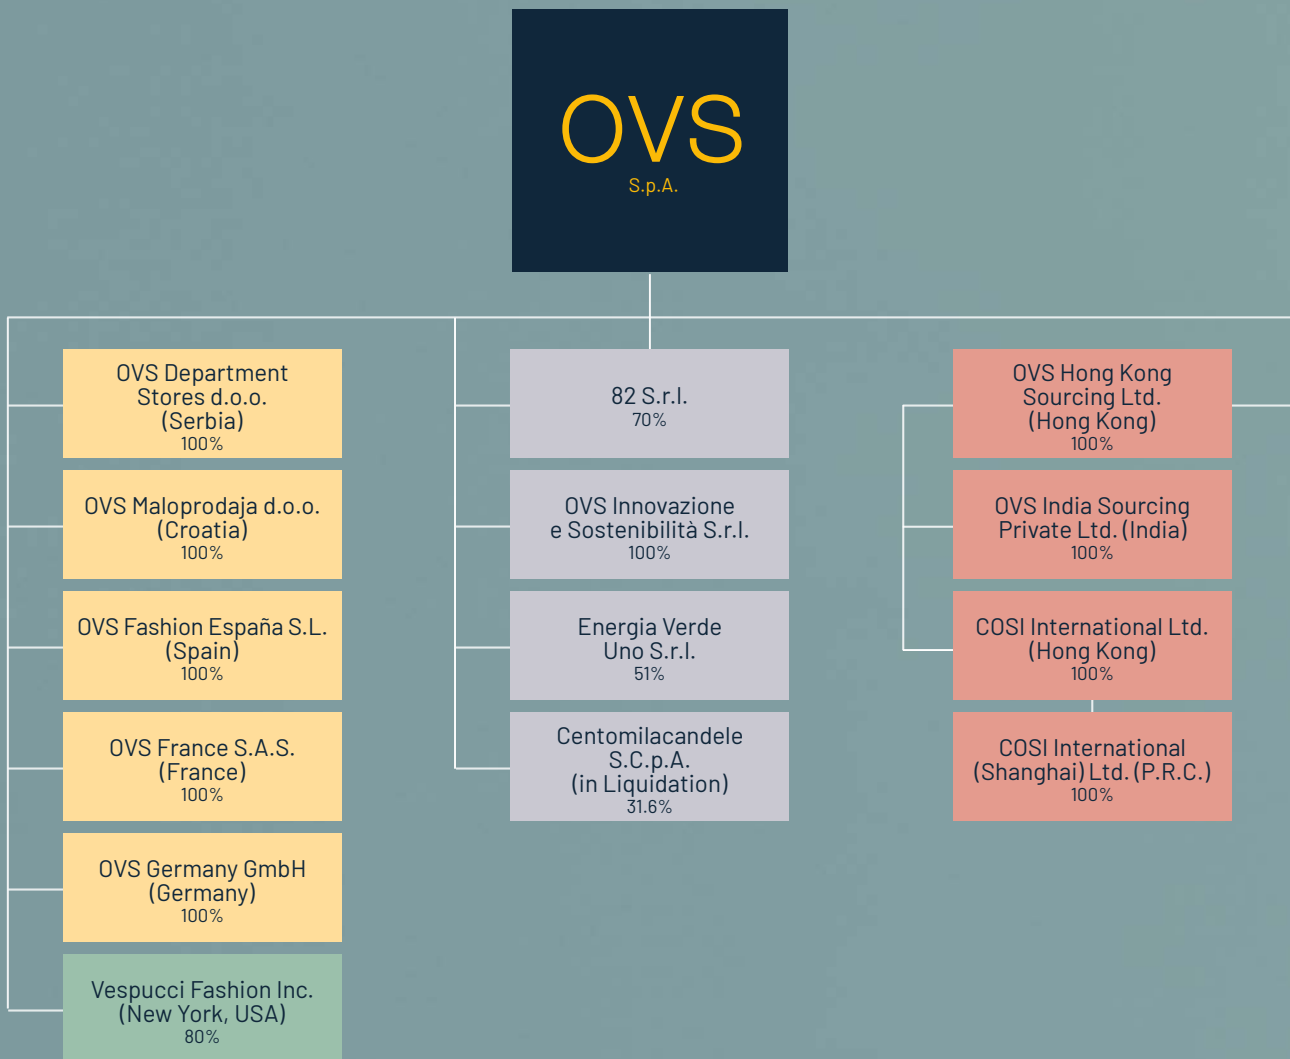 OVS
S.p.A.
OVS Department
Stores d.o.o.
(Serbia)
100%
OVS Maloprodaja d.o.o.
(Croatia)
100%
OVS Fashion España S.L.
(Spain)
100%
OVS France S.A.S.
(France)
100%
OVS Germany GmbH
(Germany)
100%
Vespucci Fashion Inc.
(New York, USA)
80%
82 S.r.l.
70%
OVS Innovazione
e Sostenibilità S.r.l.
100%
Energia Verde
Uno S.r.l.
51%
Centomilacandele
S.C.p.A.
(in Liquidation)
31.6%
OVS Hong Kong
Sourcing Ltd.
(Hong Kong)
100%
OVS India Sourcing
Private Ltd. (India)
100%
COSI International Ltd.
(Hong Kong)
100%
COSI International
(Shanghai) Ltd. (P.R.C.)
100%